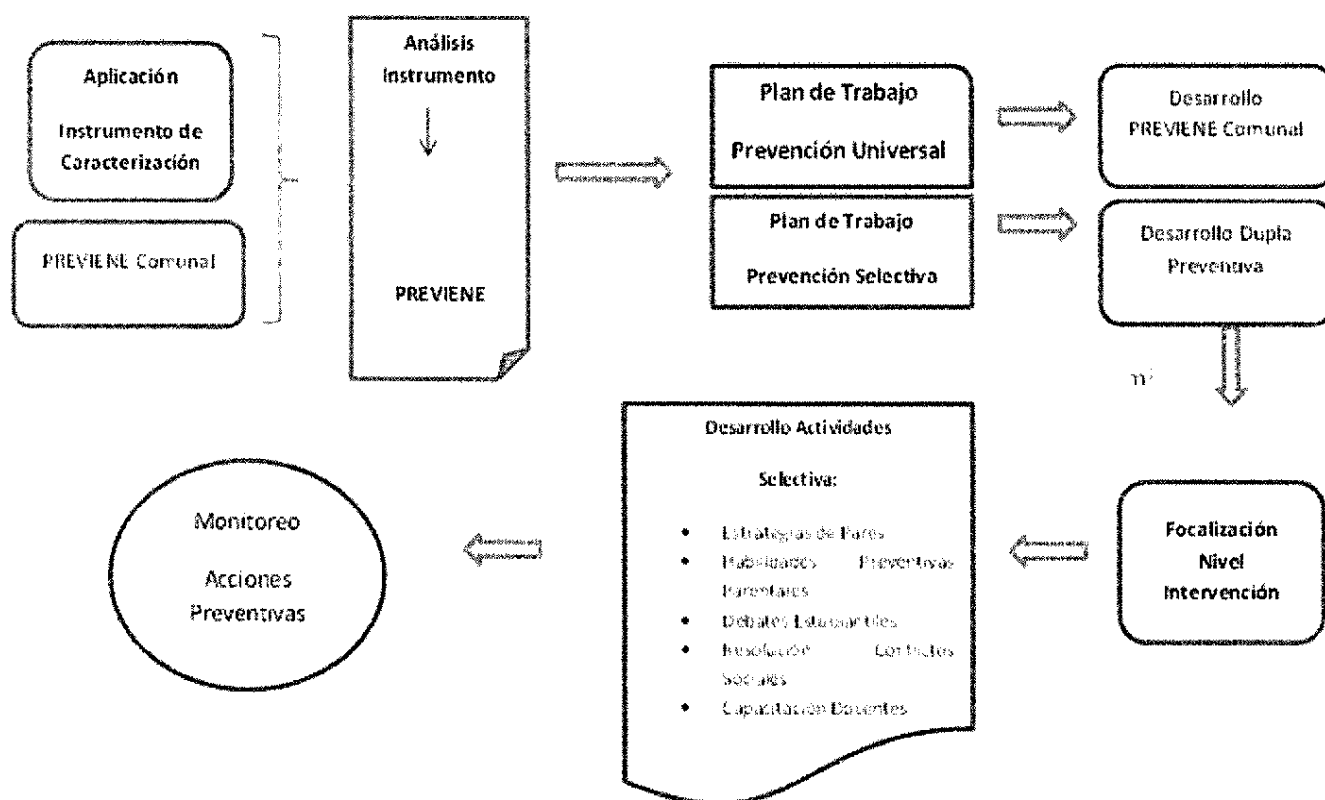 Aplicación
Instrumento de
Caracterización
PREVIENE Comunal
Análisis
Instrumento
PREVIENE
Plan de Trabajo
Prevención Universal
Plan de Trabajo
Prevención Selectiva
Desarrollo
PREVIENE Comunal
Desarrollo Dupla
Preventiva
Focalización
Nivel
Intervención
Desarrollo Actividades
Selectiva:
• Estrategias de Pares
• Habilidades Preventivas
Parentales
• Debates Estudiantiles
• Resolución Conflictos
Sociales
• Capacitación Docentes
Monitoreo
Acciones
Preventivas